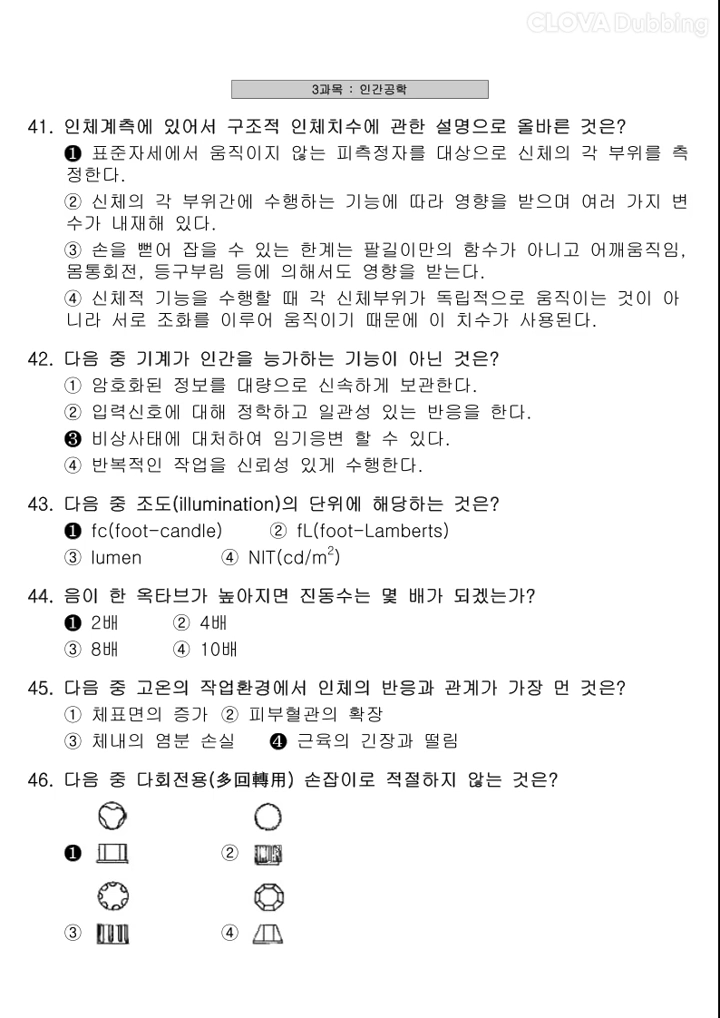 CLOVA Dubbing
3과목 : 인간공학
41. 인체계측에 있어서 구조적 인체치수에 관한 설명으로 올바른 것은?
❶ 표준자세에서 움직이지 않는 피측정자를 대상으로 신체의 각 부위를 측
정한다.
② 신체의 각 부위간에 수행하는 기능에 따라 영향을 받으며 여러 가지 변
수가 내재해 있다.
③ 손을 뻗어 잡을 수 있는 한계는 팔길이만의 함수가 아니고 어깨움직임,
몸통회전, 등구부림 등에 의해서도 영향을 받는다.
④ 신체적 기능을 수행할 때 각 신체부위가 독립적으로 움직이는 것이 아
니라 서로 조화를 이루어 움직이기 때문에 이 치수가 사용된다.
42. 다음 중 기계가 인간을 능가하는 기능이 아닌 것은?
① 암호화된 정보를 대량으로 신속하게 보관한다.
② 입력신호에 대해 정학하고 일관성 있는 반응을 한다.
❸ 비상사태에 대처하여 임기응변 할 수 있다.
④ 반복적인 작업을 신뢰성 있게 수행한다.
43. 다음 중 조도(illumination)의 단위에 해당하는 것은?
❶ fc(foot-candle) ② fL(foot-Lamberts)
③ lumen ④ NIT(cd/m²)
44. 음이 한 옥타브가 높아지면 진동수는 몇 배가 되겠는가?
❶ 2배 ② 4배
③ 8배 ④ 10배
45. 다음 중 고온의 작업환경에서 인체의 반응과 관계가 가장 먼 것은?
① 체표면의 증가 ② 피부혈관의 확장
③ 체내의 염분 손실 ❹ 근육의 긴장과 떨림
46. 다음 중 다회전용(多回轉用) 손잡이로 적절하지 않는 것은?
❶ ②
③ ④